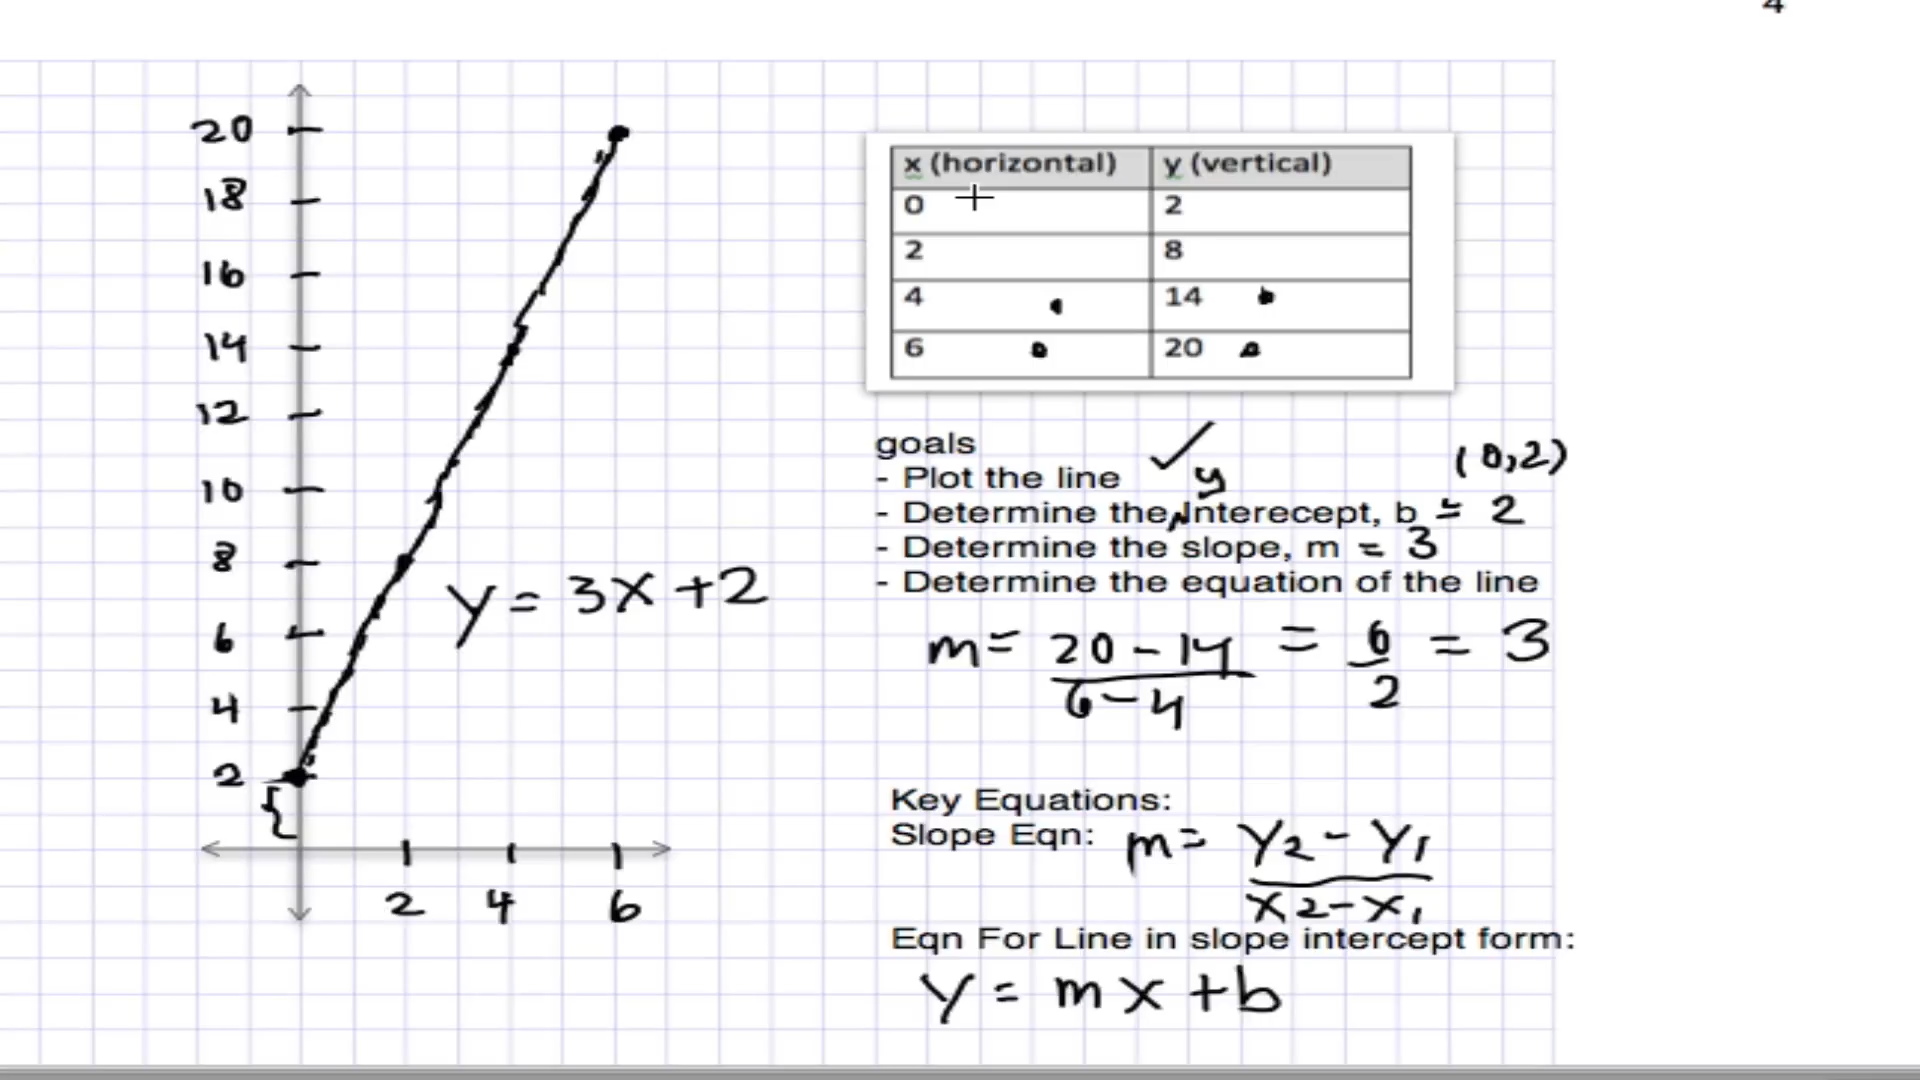 4
20
18
16
14
12
10
8
6
4
2
2 4 6
y = 3x + 2
x (horizontal) y (vertical)
0 2
2 8
4 14
6 20
goals
- Plot the line ✓
(0,2)
y
- Determine the Interecept, b = 2
- Determine the slope, m = 3
- Determine the equation of the line
m = 20 - 14 = 6 = 3
6 - 4 2
Key Equations:
Slope Eqn: m = Y2 - Y1
X2 - X1
Eqn For Line in slope intercept form:
Y = mx + b